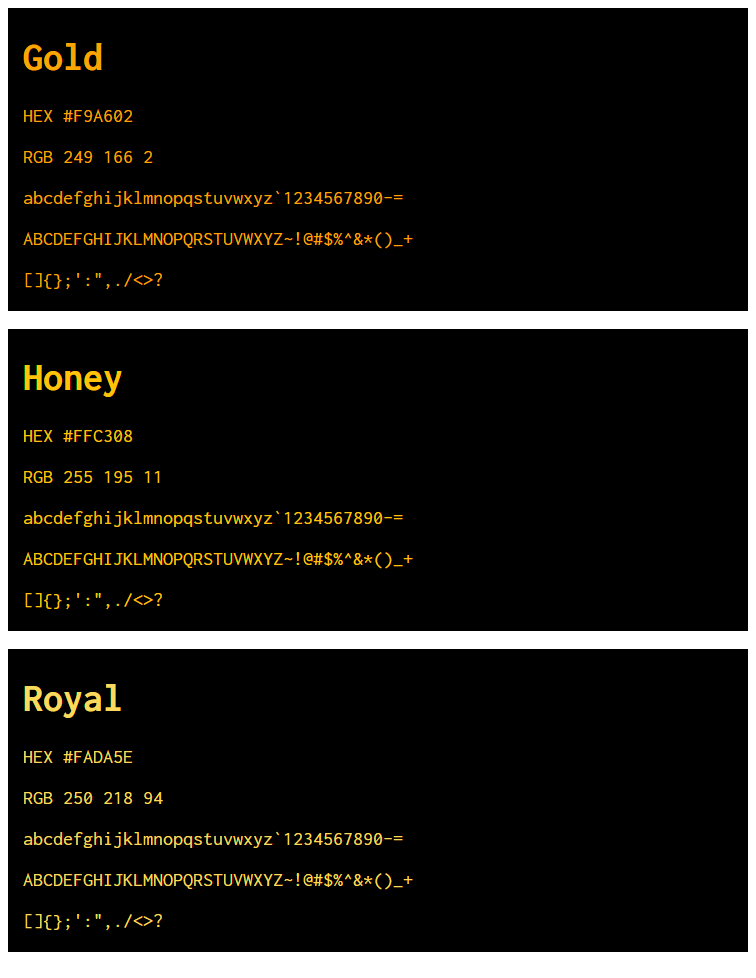 Gold
HEX #F9A602
RGB 249 166 2
abcdefghijklmnopqstuvwxyz`1234567890-=
ABCDEFGHIJKLMNOPQRSTUVWXYZ~!@#$%^&*()_+
[]{};':",./<>?
Honey
HEX #FFC308
RGB 255 195 11
abcdefghijklmnopqstuvwxyz`1234567890-=
ABCDEFGHIJKLMNOPQRSTUVWXYZ~!@#$%^&*()_+
[]{};':",./<>?
Royal
HEX #FADA5E
RGB 250 218 94
abcdefghijklmnopqstuvwxyz`1234567890-=
ABCDEFGHIJKLMNOPQRSTUVWXYZ~!@#$%^&*()_+
[]{};':",./<>?